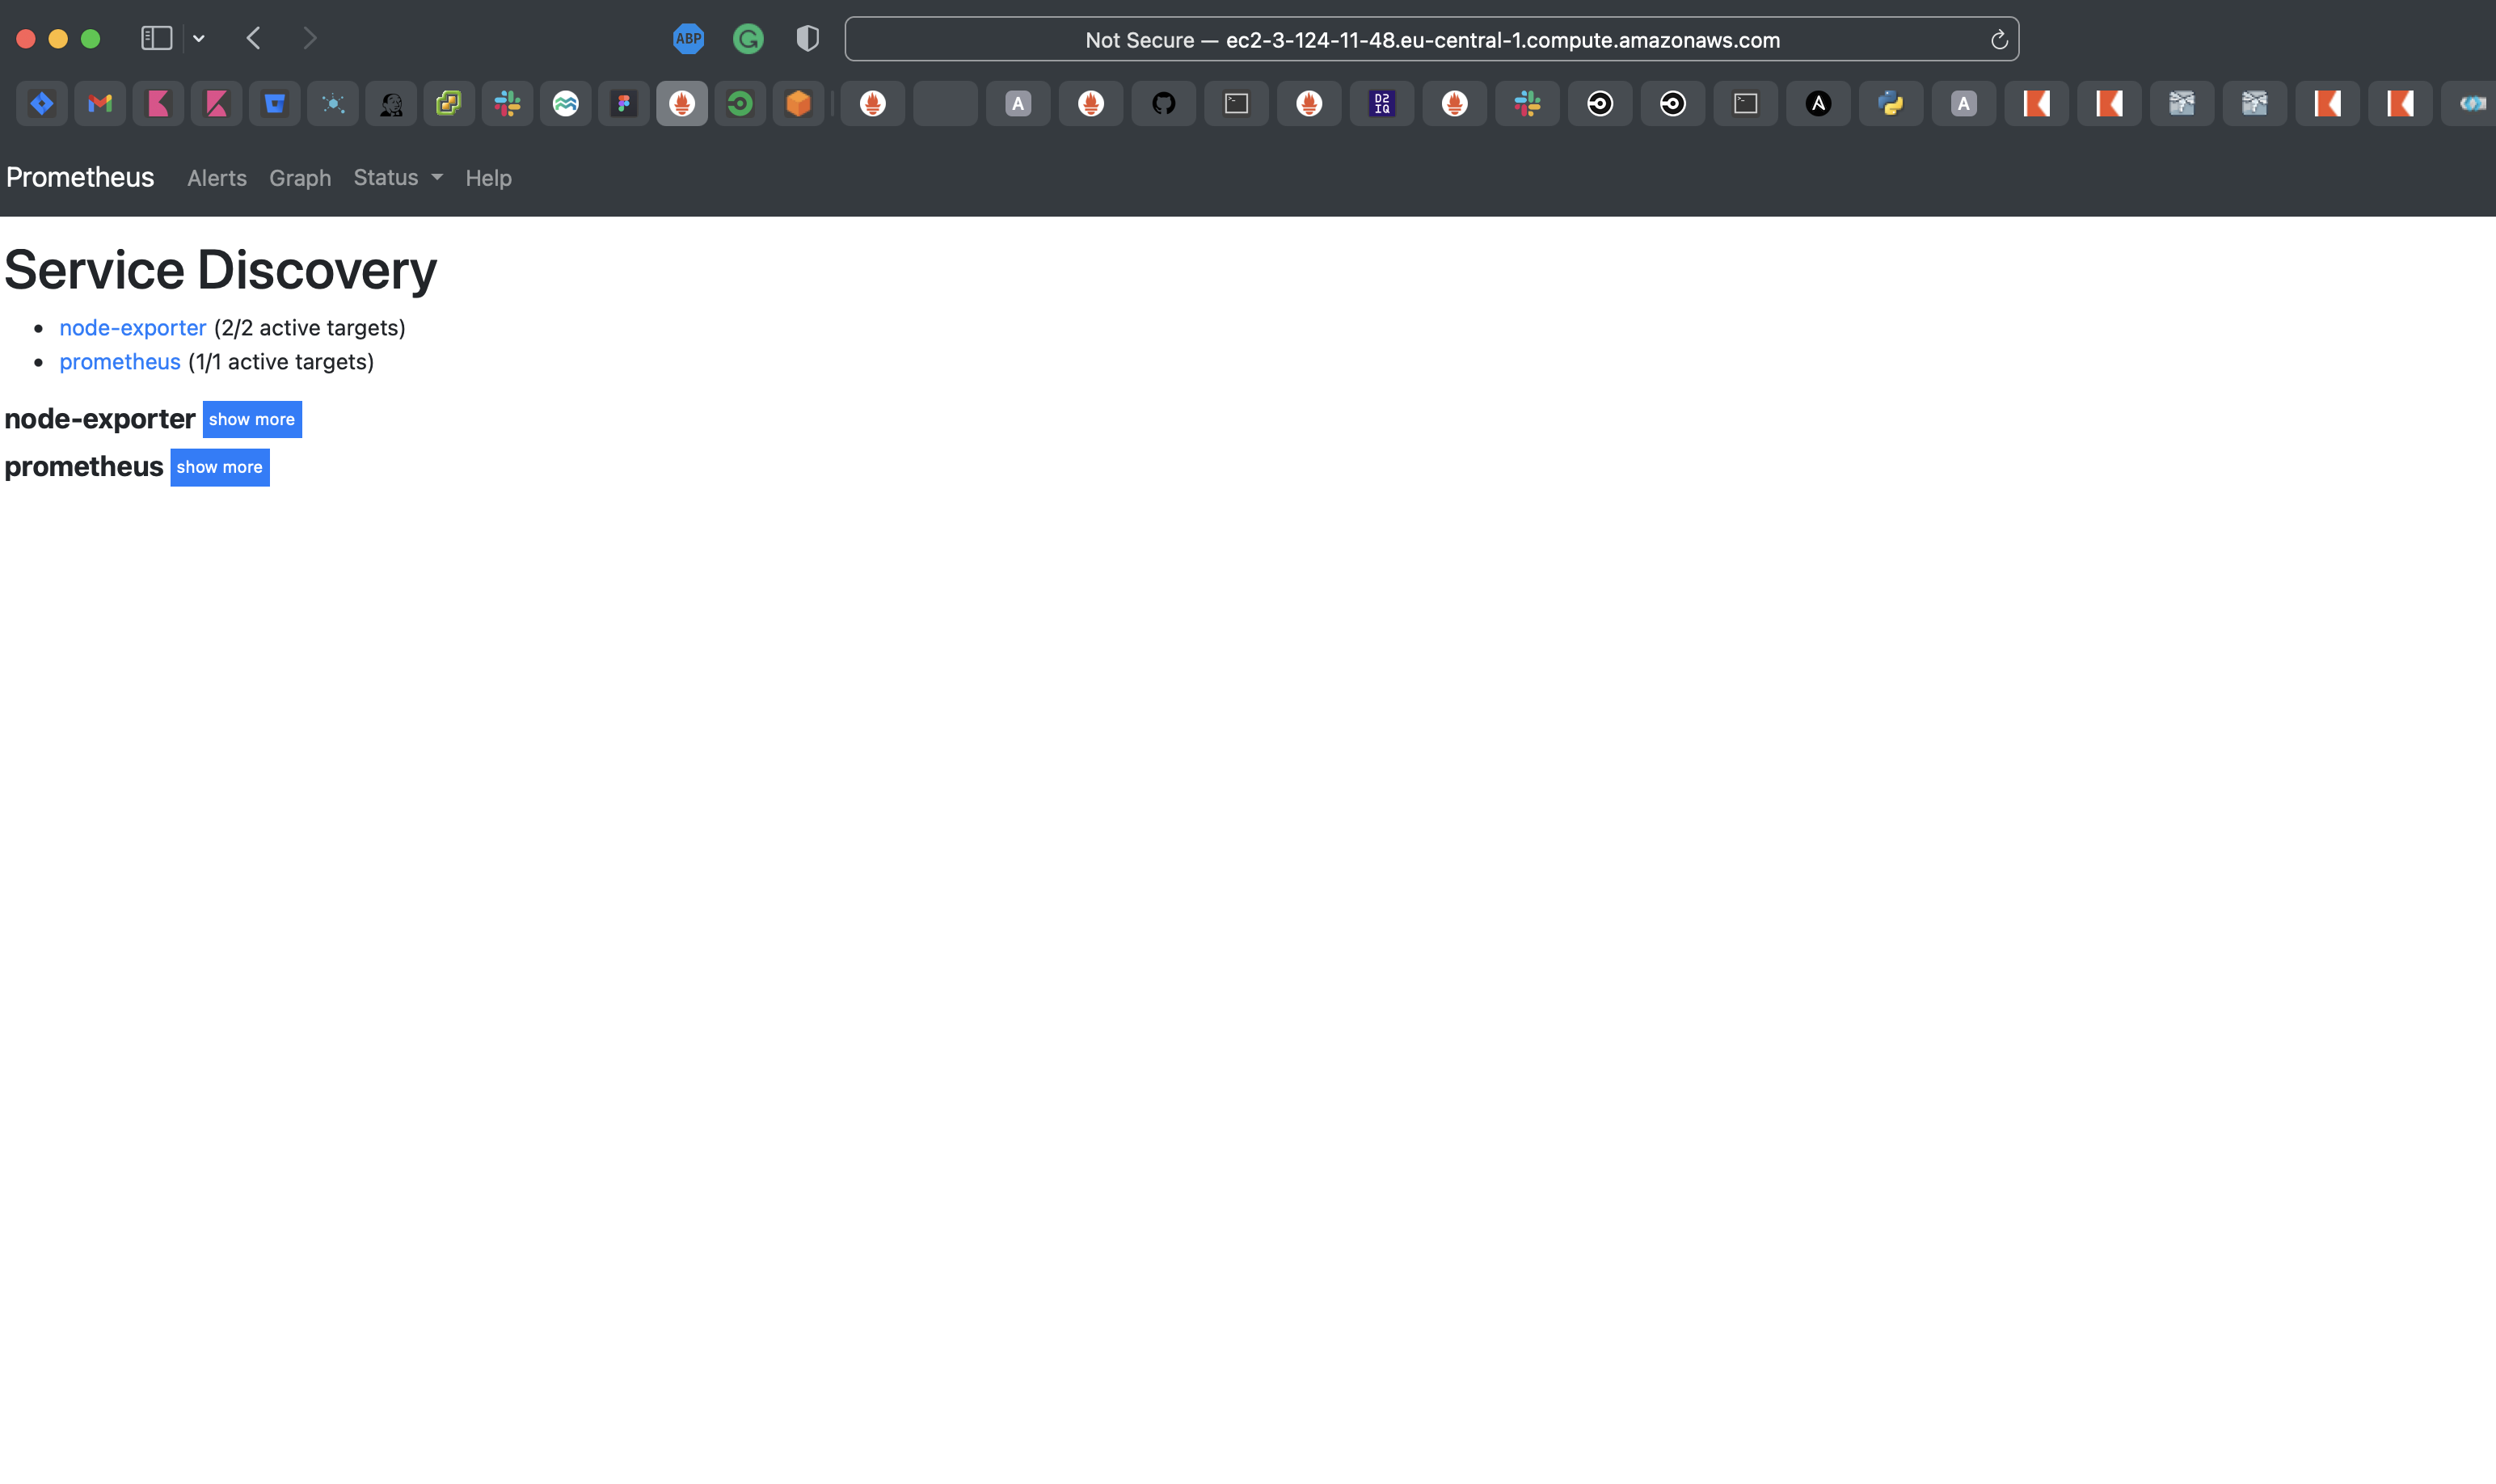 ABP
Not Secure — ec2-3-124-11-48.eu-central-1.compute.amazonaws.com
A
D2
IQ
A
A
Prometheus Alerts Graph Status Help
Service Discovery
node-exporter (2/2 active targets)
prometheus (1/1 active targets)
node-exporter show more
prometheus show more